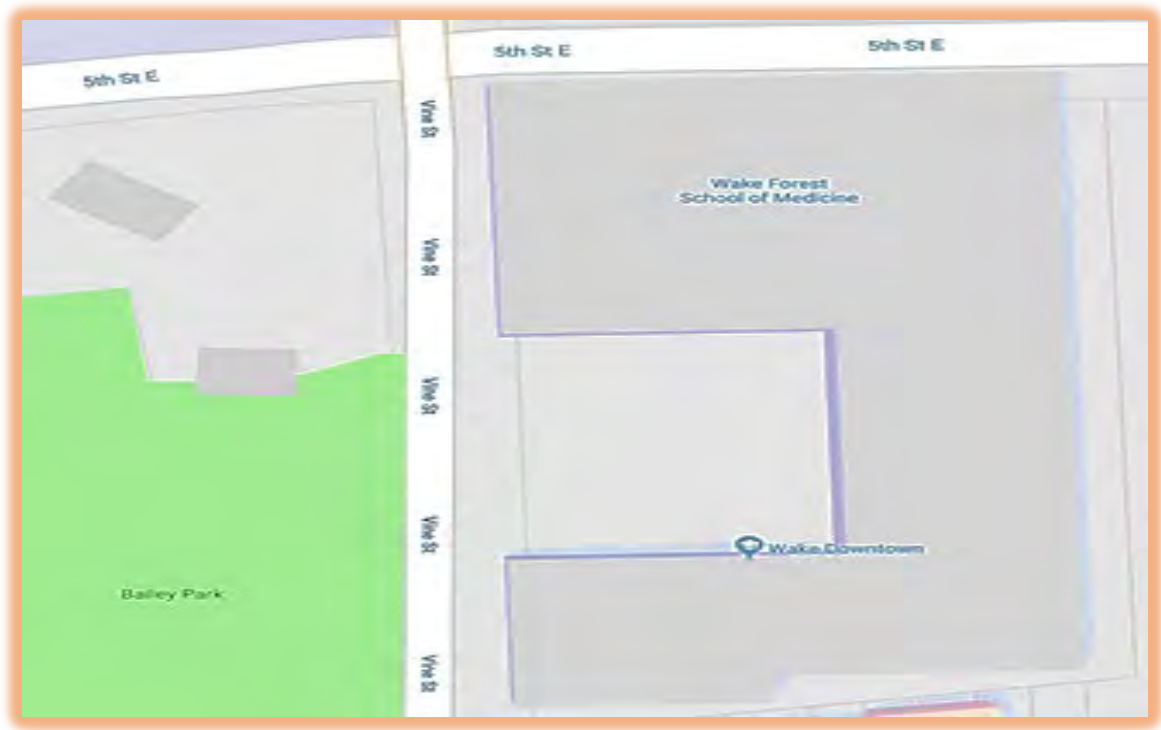 5th St E
5th St E
5th St E
Vine St
Wake Forest
School of Medicine
Vine St
Vine St
Vine St
Wake Downtown
Bailey Park
Vine St